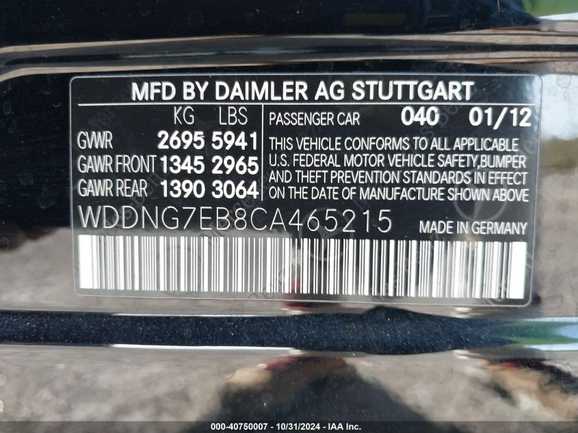 MFD BY DAIMLER AG STUTTGART
KG LBS
PASSENGER CAR 040 01/12
GVWR 2695 5941
GAWR FRONT 1345 2965
GAWR REAR 1390 3064
THIS VEHICLE CONFORMS TO ALL APPLICABLE
U.S. FEDERAL MOTOR VEHICLE SAFETY, BUMPER
AND THEFT PREVENTION STANDARDS IN EFFECT ON
DATE OF MANUFACTURE SHOWN ABOVE
WDDNG7EB8CA465215
MADE IN GERMANY
000-40750007 - 10/31/2024 - IAA Inc.